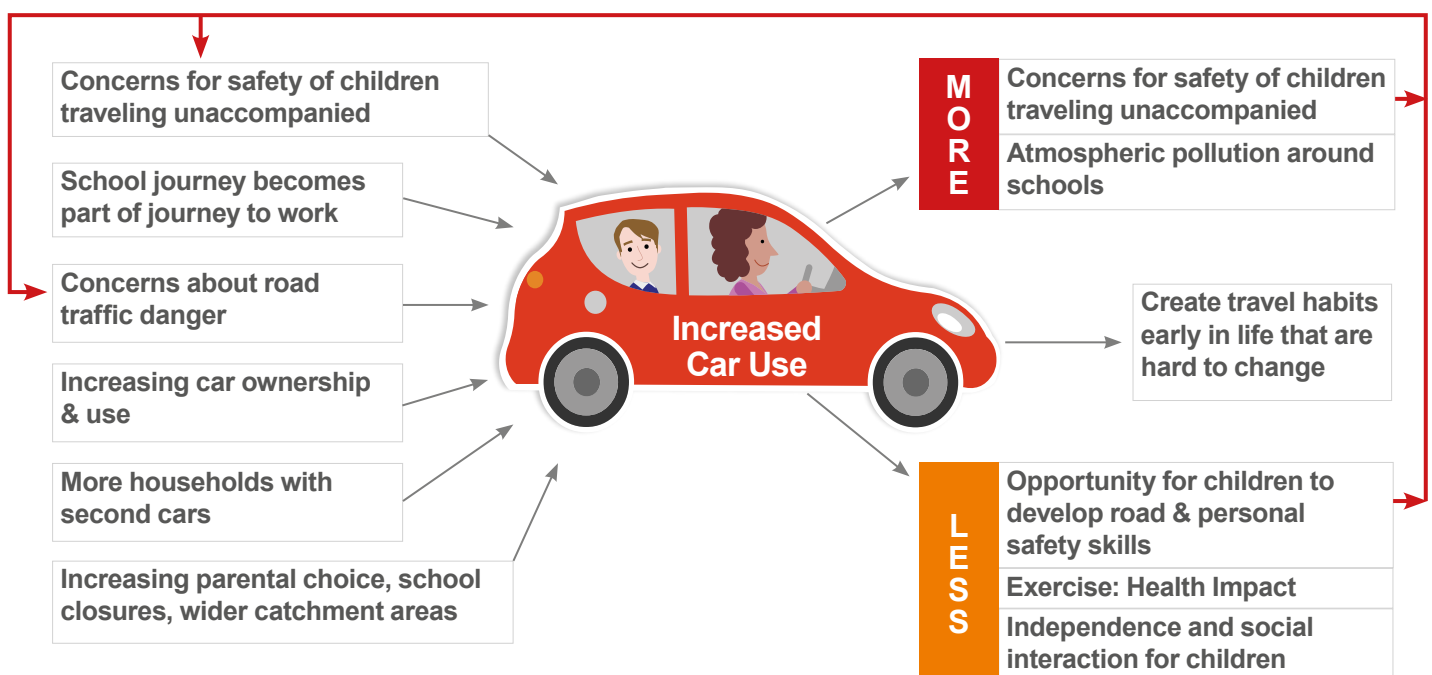 Concerns for safety of children
traveling unaccompanied
School journey becomes
part of journey to work
Concerns about road
traffic danger
Increasing car ownership
& use
More households with
second cars
Increasing parental choice, school
closures, wider catchment areas
Increased
Car Use
M
O
R
E
Concerns for safety of children
traveling unaccompanied
Atmospheric pollution around
schools
Create travel habits
early in life that are
hard to change
L
E
S
S
Opportunity for children to
develop road & personal
safety skills
Exercise: Health Impact
Independence and social
interaction for children